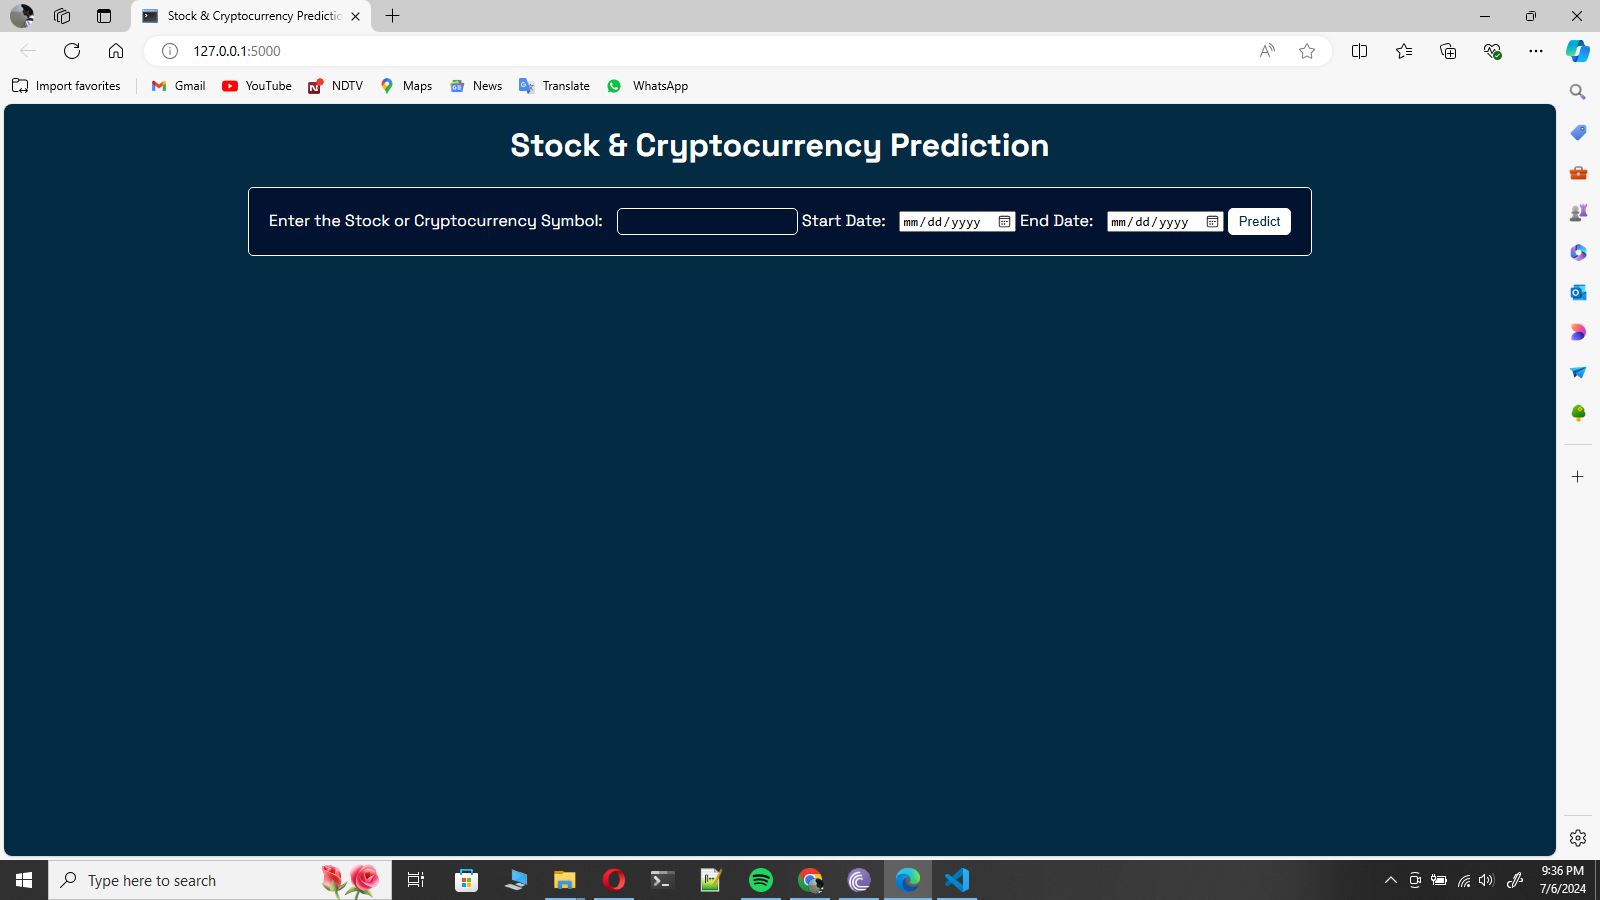 Stock & Cryptocurrency Predictio
127.0.0.1:5000
Import favorites Gmail YouTube NDTV Maps News Translate WhatsApp
Stock & Cryptocurrency Prediction
Enter the Stock or Cryptocurrency Symbol: Start Date: mm/dd/yyyy End Date: mm/dd/yyyy Predict
Type here to search
9:36 PM
7/6/2024